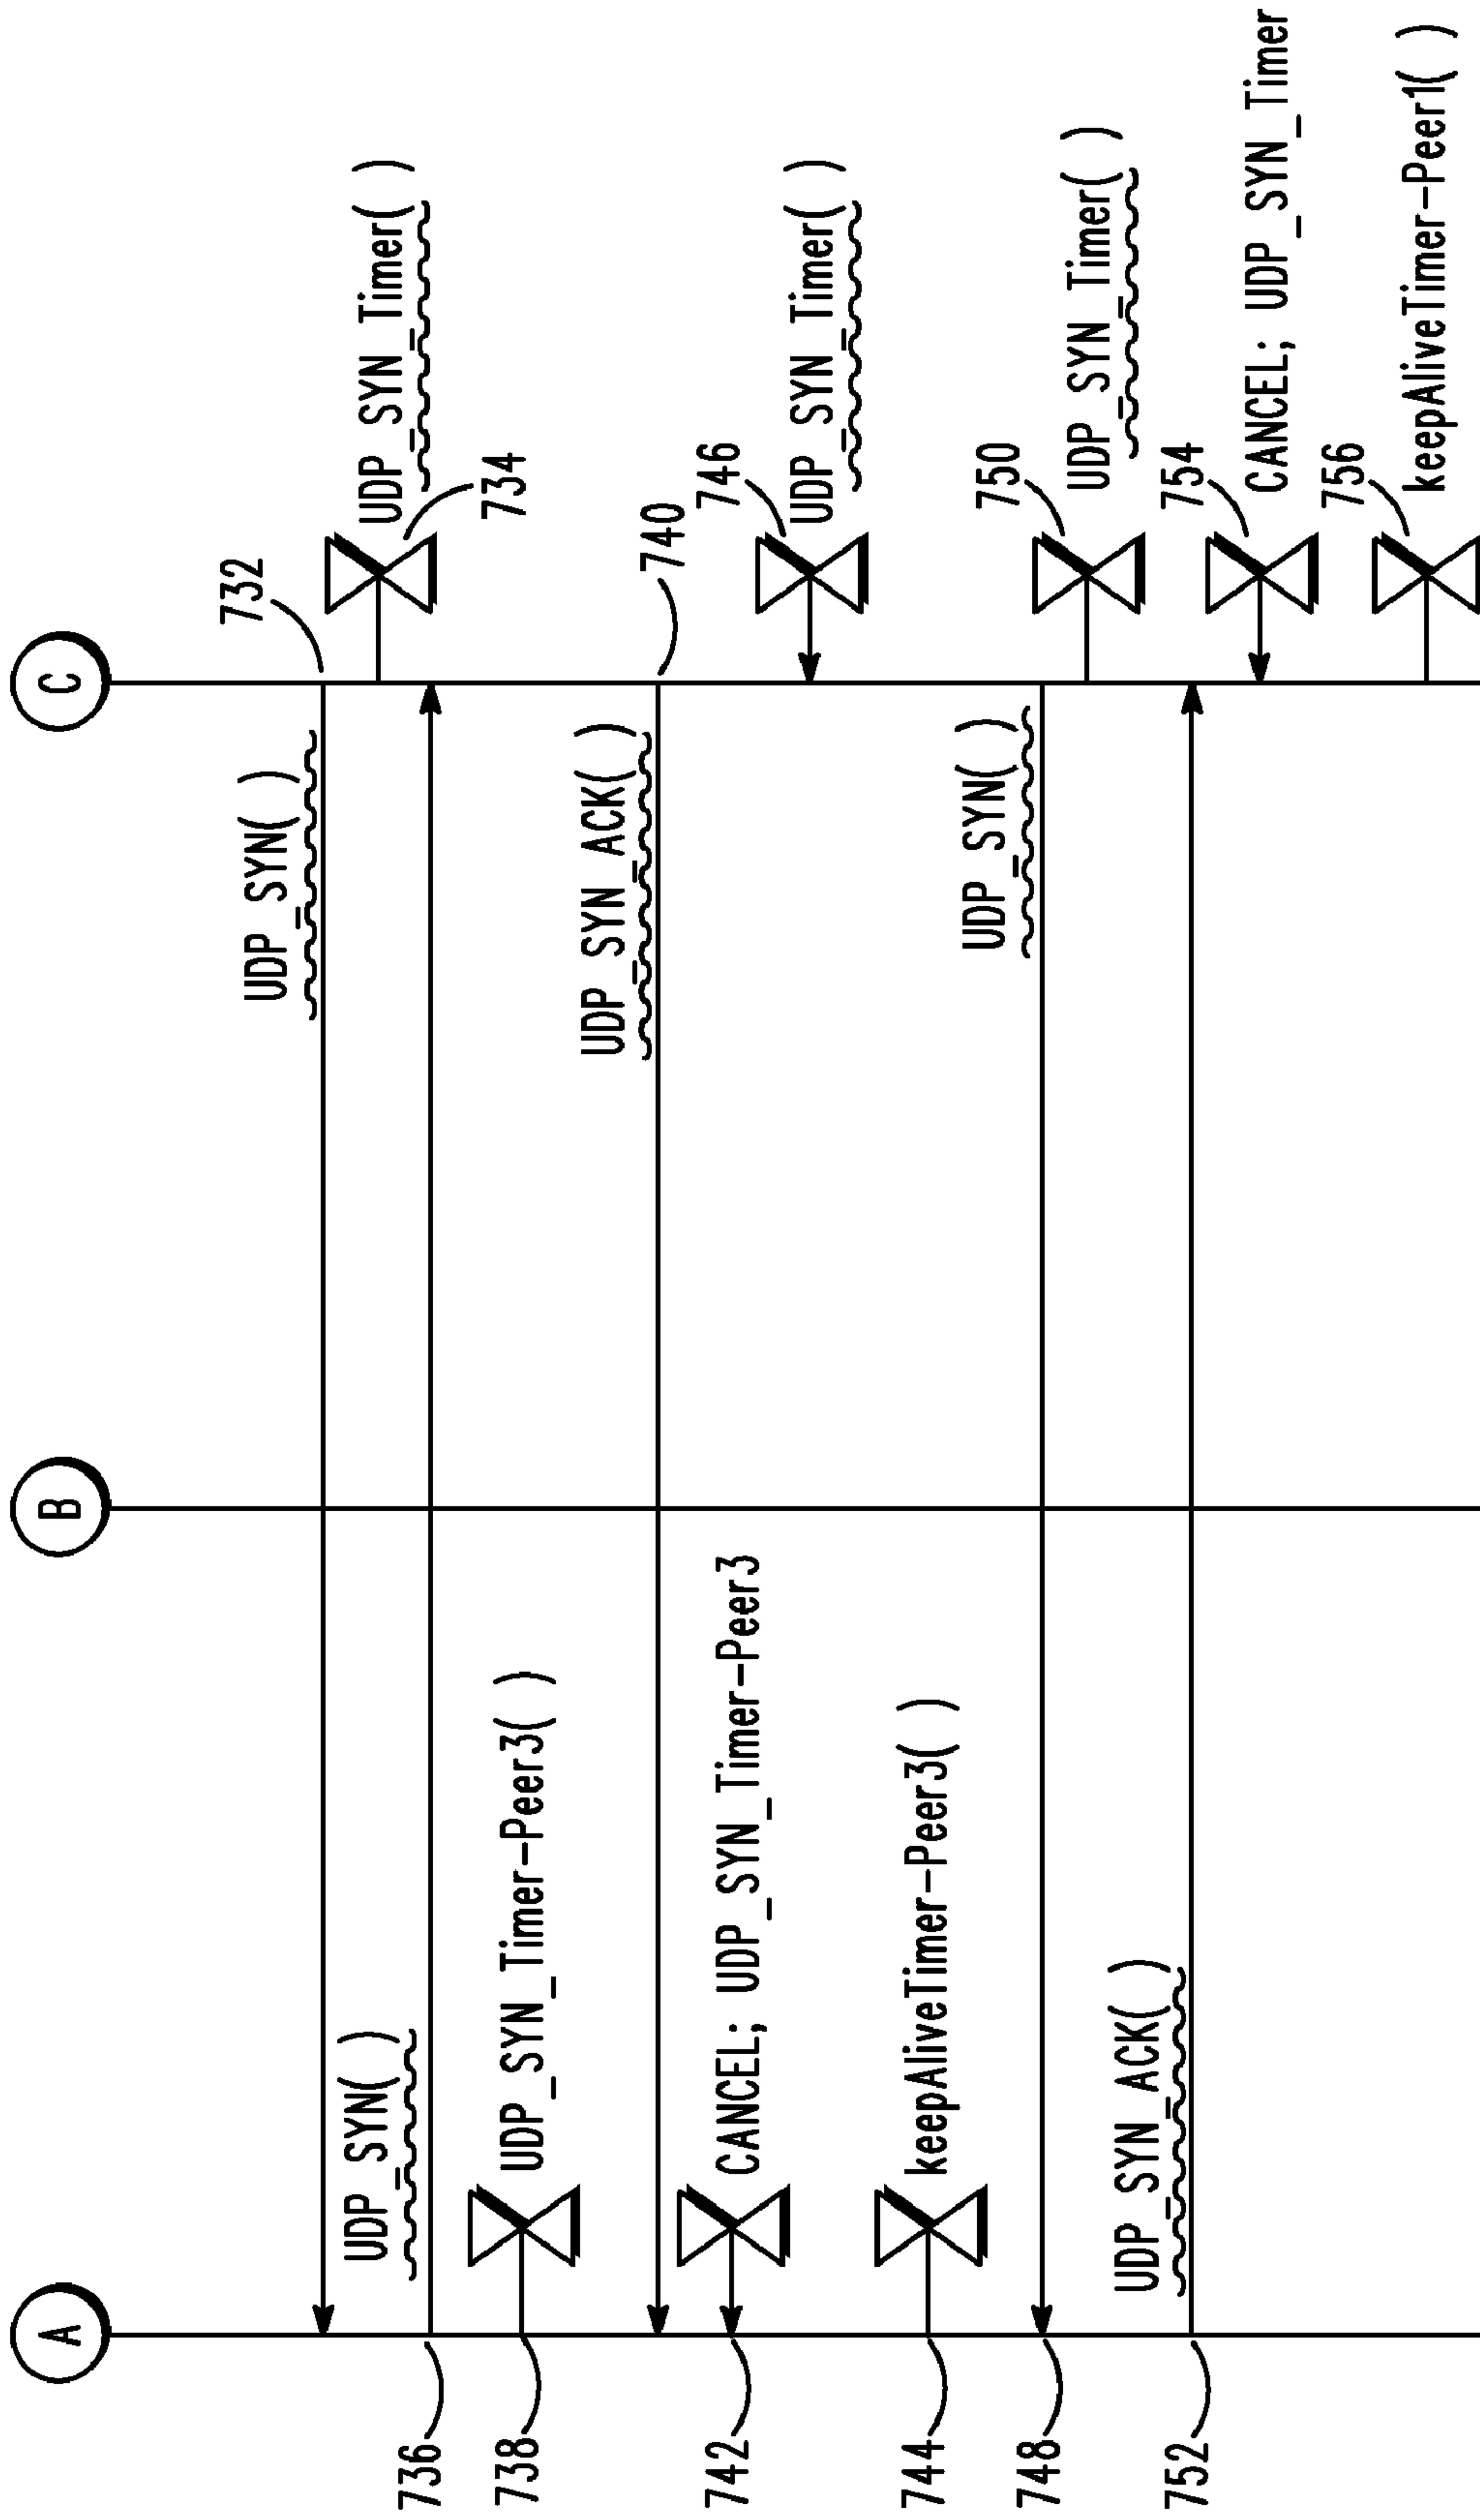 A
B
C
732
UDP_SYN( )
UDP_SYN_Timer( )
734
736
UDP_SYN( )
738
UDP_SYN_Timer-Peer3( )
740
UDP_SYN_ACK( )
742
CANCEL; UDP_SYN_Timer-Peer3
746
UDP_SYN_Timer( )
744
keepAliveTimer-Peer3( )
748
UDP_SYN( )
750
UDP_SYN_Timer( )
752
UDP_SYN_ACK( )
754
CANCEL; UDP_SYN_Timer
756
keepAliveTimer-Peer1( )